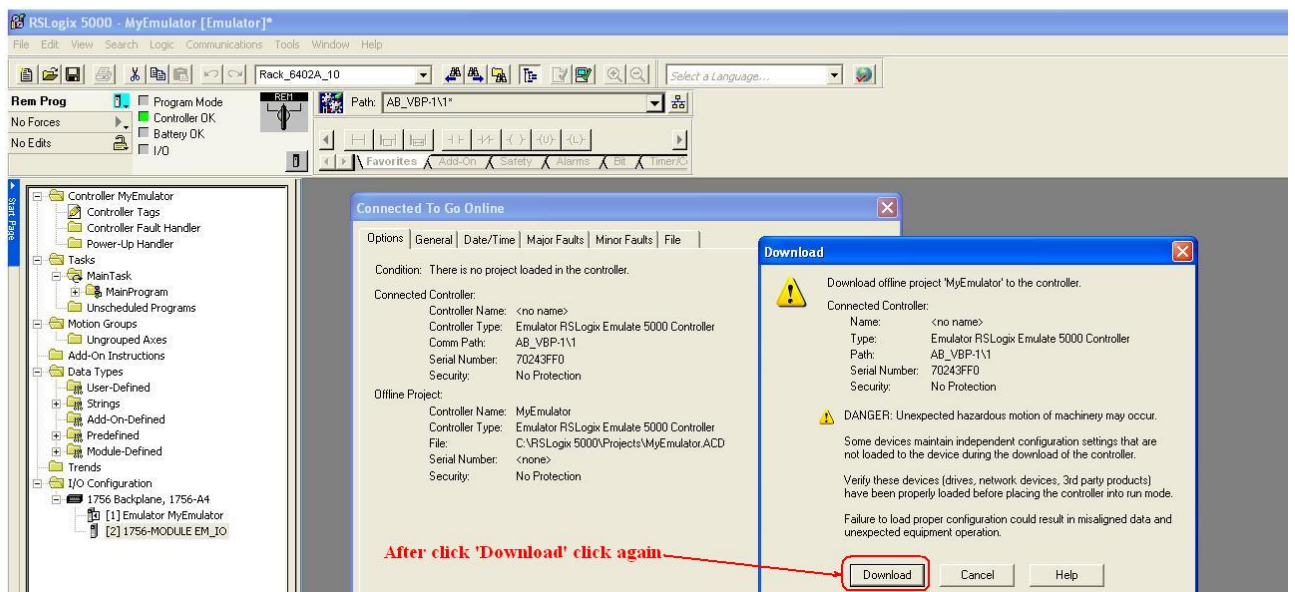 RSLogix 5000 - MyEmulator [Emulator]*
File Edit View Search Logic Communications Tools Window Help
Rack_6402A_10
Select a Language...
Rem Prog
No Forces
No Edits
Program Mode
Controller OK
Battery OK
I/O
REM
Path: AB_VBP-1\1*
Favorites Add-On Safety Alarms Bit Timer/C
Start Page
Controller MyEmulator
Controller Tags
Controller Fault Handler
Power-Up Handler
Tasks
MainTask
MainProgram
Unscheduled Programs
Motion Groups
Ungrouped Axes
Add-On Instructions
Data Types
User-Defined
Strings
Add-On-Defined
Predefined
Module-Defined
Trends
I/O Configuration
1756 Backplane, 1756-A4
[1] Emulator MyEmulator
[2] 1756-MODULE EM_IO
Connected To Go Online
Options General Date/Time Major Faults Minor Faults File
Condition: There is no project loaded in the controller.
Connected Controller:
Controller Name: <no name>
Controller Type: Emulator RSLogix Emulate 5000 Controller
Comm Path: AB_VBP-1\1
Serial Number: 70243FF0
Security: No Protection
Offline Project:
Controller Name: MyEmulator
Controller Type: Emulator RSLogix Emulate 5000 Controller
File: C:\RSLogix 5000\Projects\MyEmulator.ACD
Serial Number: <none>
Security: No Protection
After click 'Download' click again
Download
Download offline project 'MyEmulator' to the controller.
Connected Controller:
Name: <no name>
Type: Emulator RSLogix Emulate 5000 Controller
Path: AB_VBP-1\1
Serial Number: 70243FF0
Security: No Protection
DANGER: Unexpected hazardous motion of machinery may occur.
Some devices maintain independent configuration settings that are
not loaded to the device during the download of the controller.
Verify these devices (drives, network devices, 3rd party products)
have been properly loaded before placing the controller into run mode.
Failure to load proper configuration could result in misaligned data and
unexpected equipment operation.
Download Cancel Help